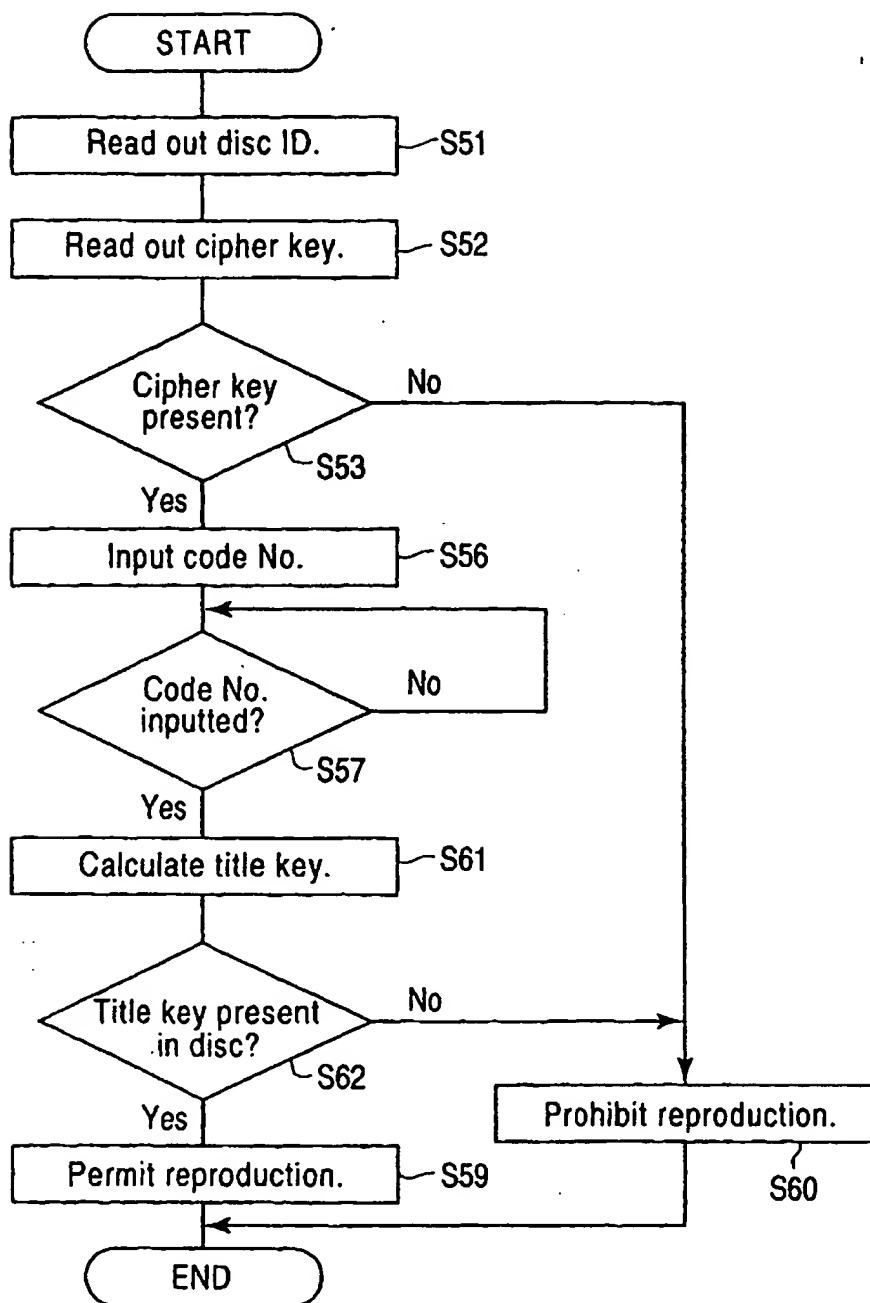 START
Read out disc ID.
S51
Read out cipher key.
S52
Cipher key
present?
No
S53
Yes
Input code No.
S56
Code No.
inputted?
No
S57
Yes
Calculate title key.
S61
Title key present
in disc?
No
S62
Yes
Prohibit reproduction.
S60
Permit reproduction.
S59
END